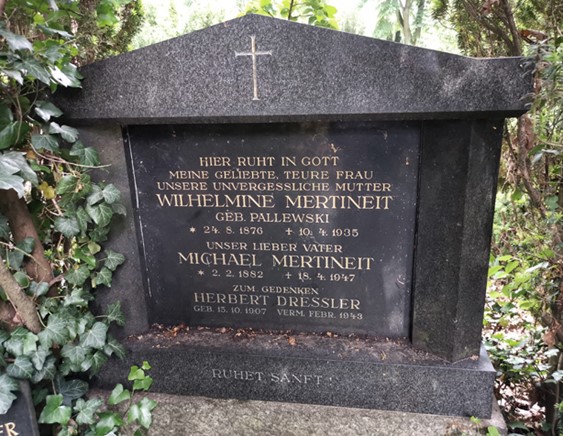 HIER RUHT IN GOTT
MEINE GELIEBTE, TEURE FRAU
UNSERE UNVERGESSLICHE MUTTER
WILHELMINE MERTINEIT
GEB. PALLEWSKI
* 24. 8. 1876 + 10. 4. 1935
UNSER LIEBER VATER
MICHAEL MERTINEIT
* 2. 2. 1882 + 18. 4. 1947
ZUM GEDENKEN
HERBERT DRESSLER
GEB. 15. 10. 1907 VERM. FEBR. 1943
RUHET SANFT!
ER